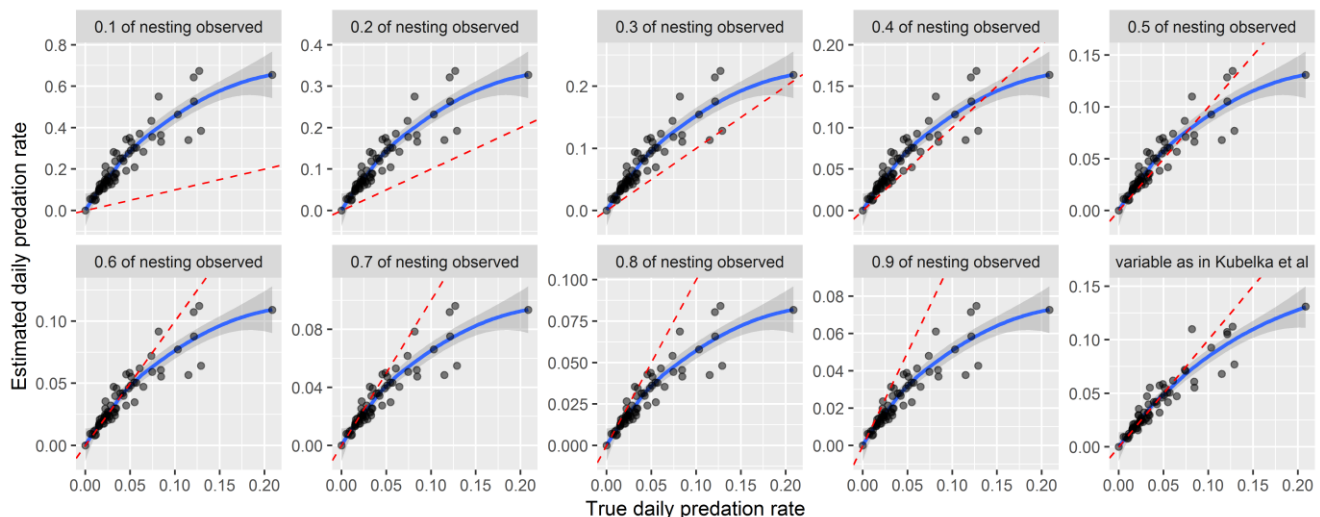 0.1 of nesting observed
0.2 of nesting observed
0.3 of nesting observed
0.4 of nesting observed
0.5 of nesting observed
0.8
0.6
0.4
0.2
0.0
0.4
0.3
0.2
0.1
0.0
0.2
0.1
0.0
0.20
0.15
0.10
0.05
0.00
0.15
0.10
0.05
0.00
Estimated daily predation rate
0.6 of nesting observed
0.7 of nesting observed
0.8 of nesting observed
0.9 of nesting observed
variable as in Kubelka et al
0.10
0.05
0.00
0.08
0.04
0.00
0.100
0.075
0.050
0.025
0.000
0.08
0.06
0.04
0.02
0.00
0.15
0.10
0.05
0.00
0.00 0.05 0.10 0.15 0.20
0.00 0.05 0.10 0.15 0.20
0.00 0.05 0.10 0.15 0.20
0.00 0.05 0.10 0.15 0.20
0.00 0.05 0.10 0.15 0.20
True daily predation rate